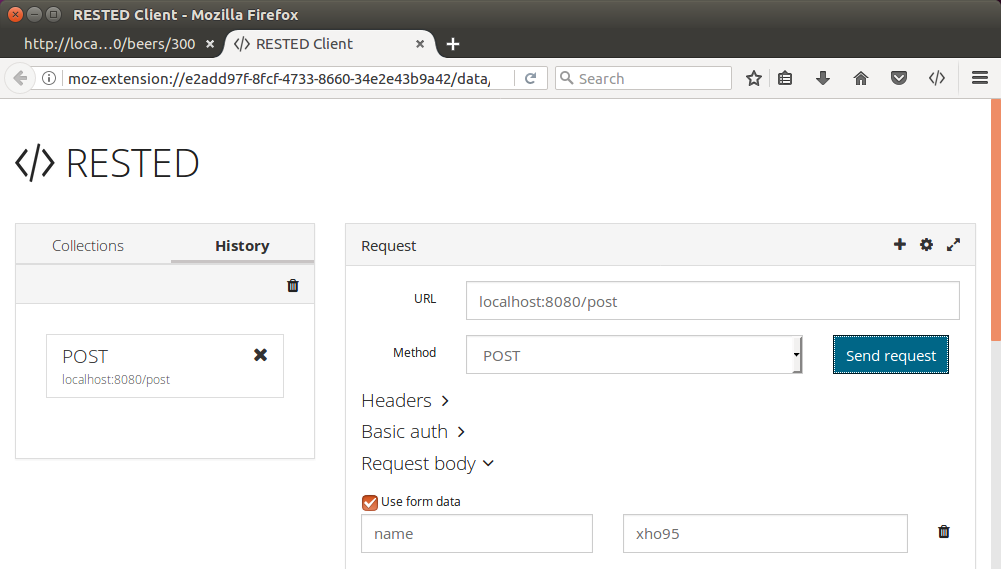 RESTED Client - Mozilla Firefox
http://loca...0/beers/300
</> RESTED Client
moz-extension://e2add97f-8fcf-4733-8660-34e2e43b9a42/data,
Search
</> RESTED
Collections
History
POST
localhost:8080/post
Request
URL
localhost:8080/post
Method
POST
Send request
Headers
Basic auth
Request body
Use form data
name
xho95